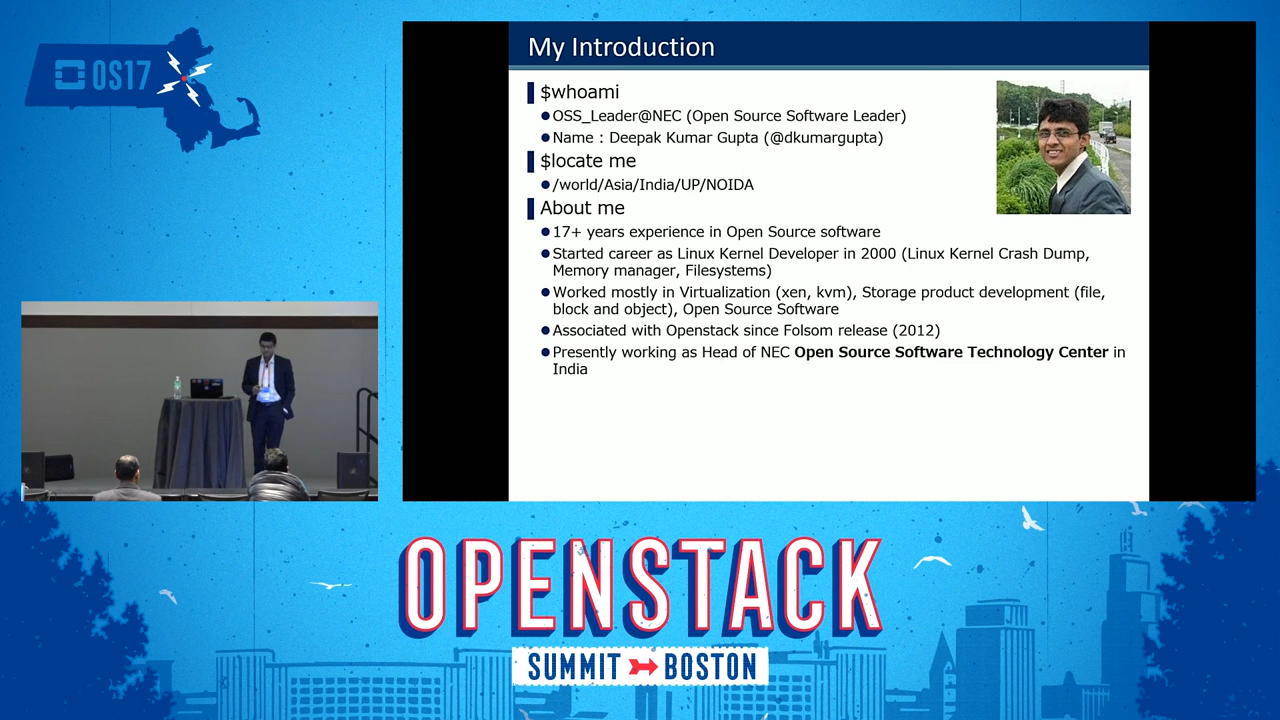 OS17
My Introduction
$whoami
●OSS_Leader@NEC (Open Source Software Leader)
●Name : Deepak Kumar Gupta (@dkumargupta)
$locate me
●/world/Asia/India/UP/NOIDA
About me
●17+ years experience in Open Source software
●Started career as Linux Kernel Developer in 2000 (Linux Kernel Crash Dump,
Memory manager, Filesystems)
●Worked mostly in Virtualization (xen, kvm), Storage product development (file,
block and object), Open Source Software
●Associated with Openstack since Folsom release (2012)
●Presently working as Head of NEC Open Source Software Technology Center in
India
OPENSTACK
SUMMIT BOSTON